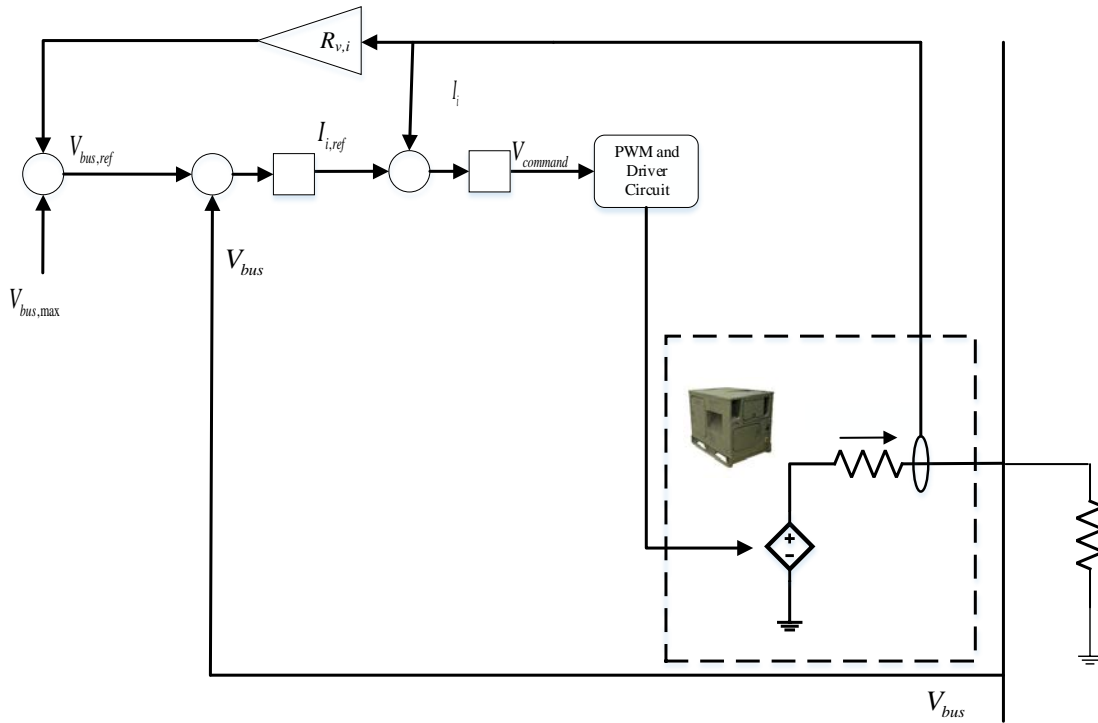 R_{v,i}
I_i
V_{bus,ref}
I_{i,ref}
V_{command}
PWM and
Driver
Circuit
V_{bus}
V_{bus,max}
+
-
V_{bus}